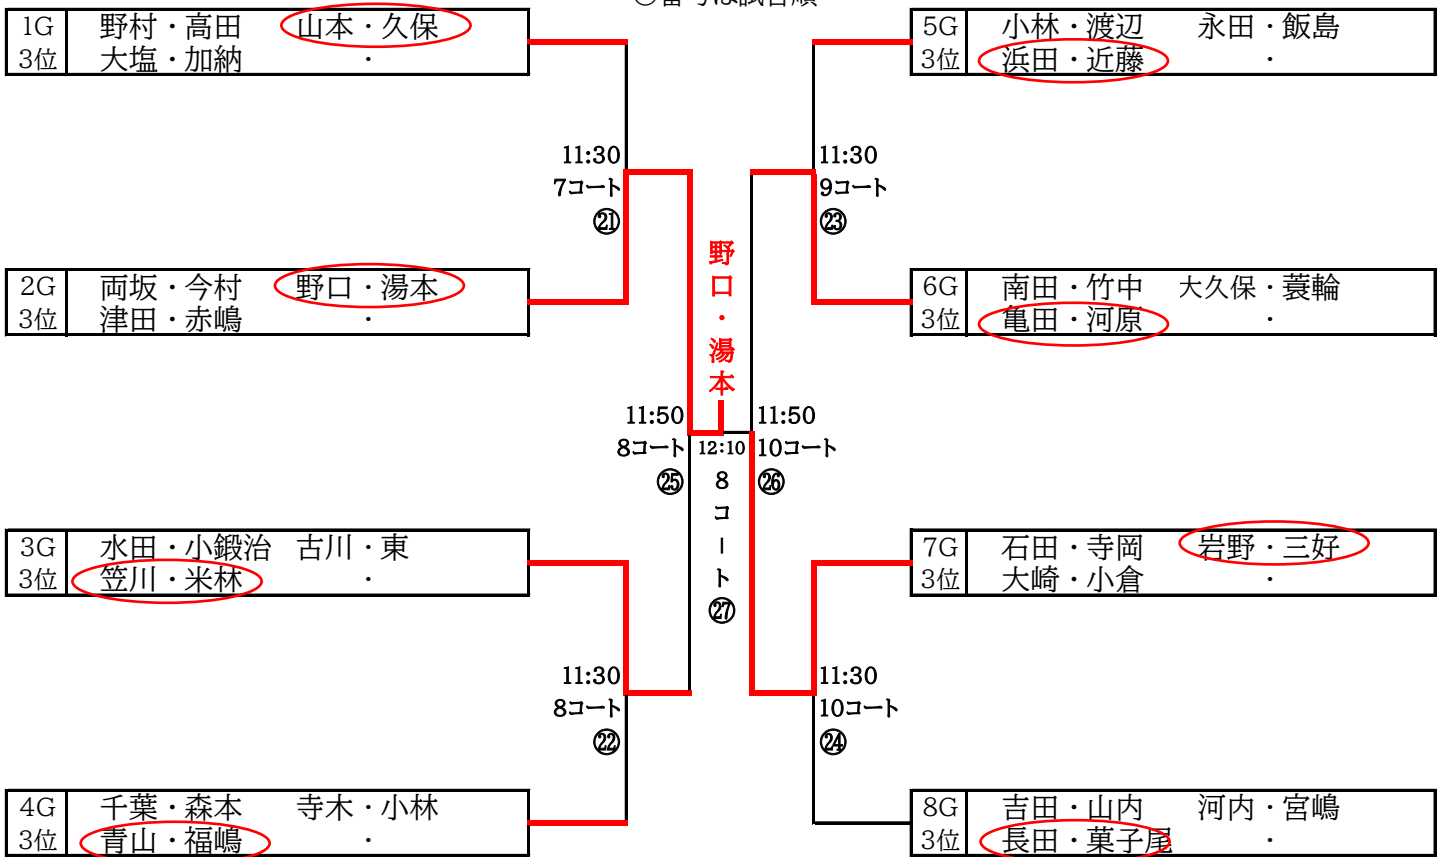 1G 野村・高田 山本・久保
3位 大塩・加納 ・
5G 小林・渡辺 永田・飯島
3位 浜田・近藤 ・
11:30
7コート
㉑
11:30
9コート
㉓
野口・湯本
2G 両坂・今村 野口・湯本
3位 津田・赤嶋 ・
6G 南田・竹中 大久保・蓑輪
3位 亀田・河原 ・
11:50
8コート
㉕
12:10
8コート
㉗
11:50
10コート
㉖
3G 水田・小鍛治 古川・東
3位 笠川・米林 ・
7G 石田・寺岡 岩野・三好
3位 大崎・小倉 ・
11:30
8コート
㉒
11:30
10コート
㉔
4G 千葉・森本 寺木・小林
3位 青山・福嶋 ・
8G 吉田・山内 河内・宮嶋
3位 長田・菓子尾 ・